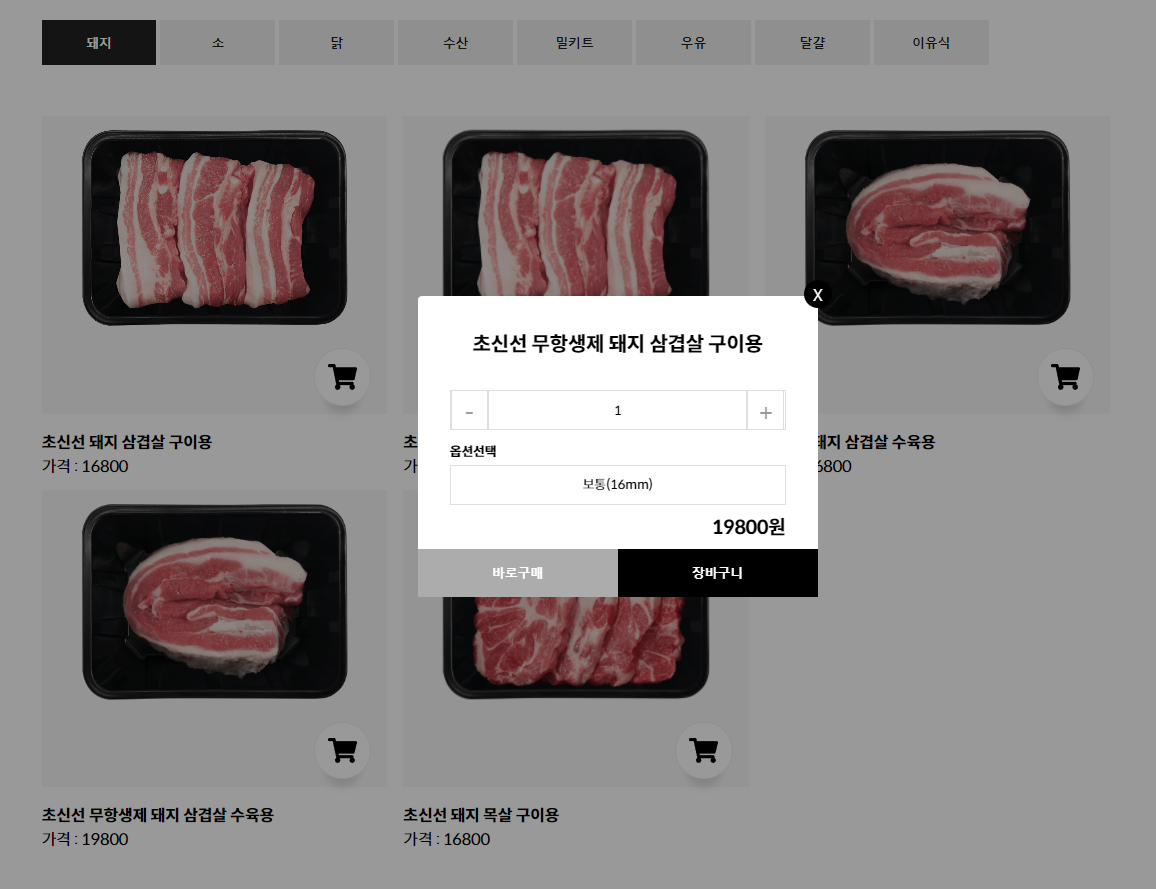 돼지
소
닭
수산
밀키트
우유
달걀
이유식
X
초신선 무항생제 돼지 삼겹살 구이용
- 1 +
옵션선택
보통(16mm)
19800원
바로구매
장바구니
초신선 돼지 삼겹살 구이용
가격 : 16800
초
가
돼지 삼겹살 수육용
6800
초신선 무항생제 돼지 삼겹살 수육용
가격 : 19800
초신선 돼지 목살 구이용
가격 : 16800